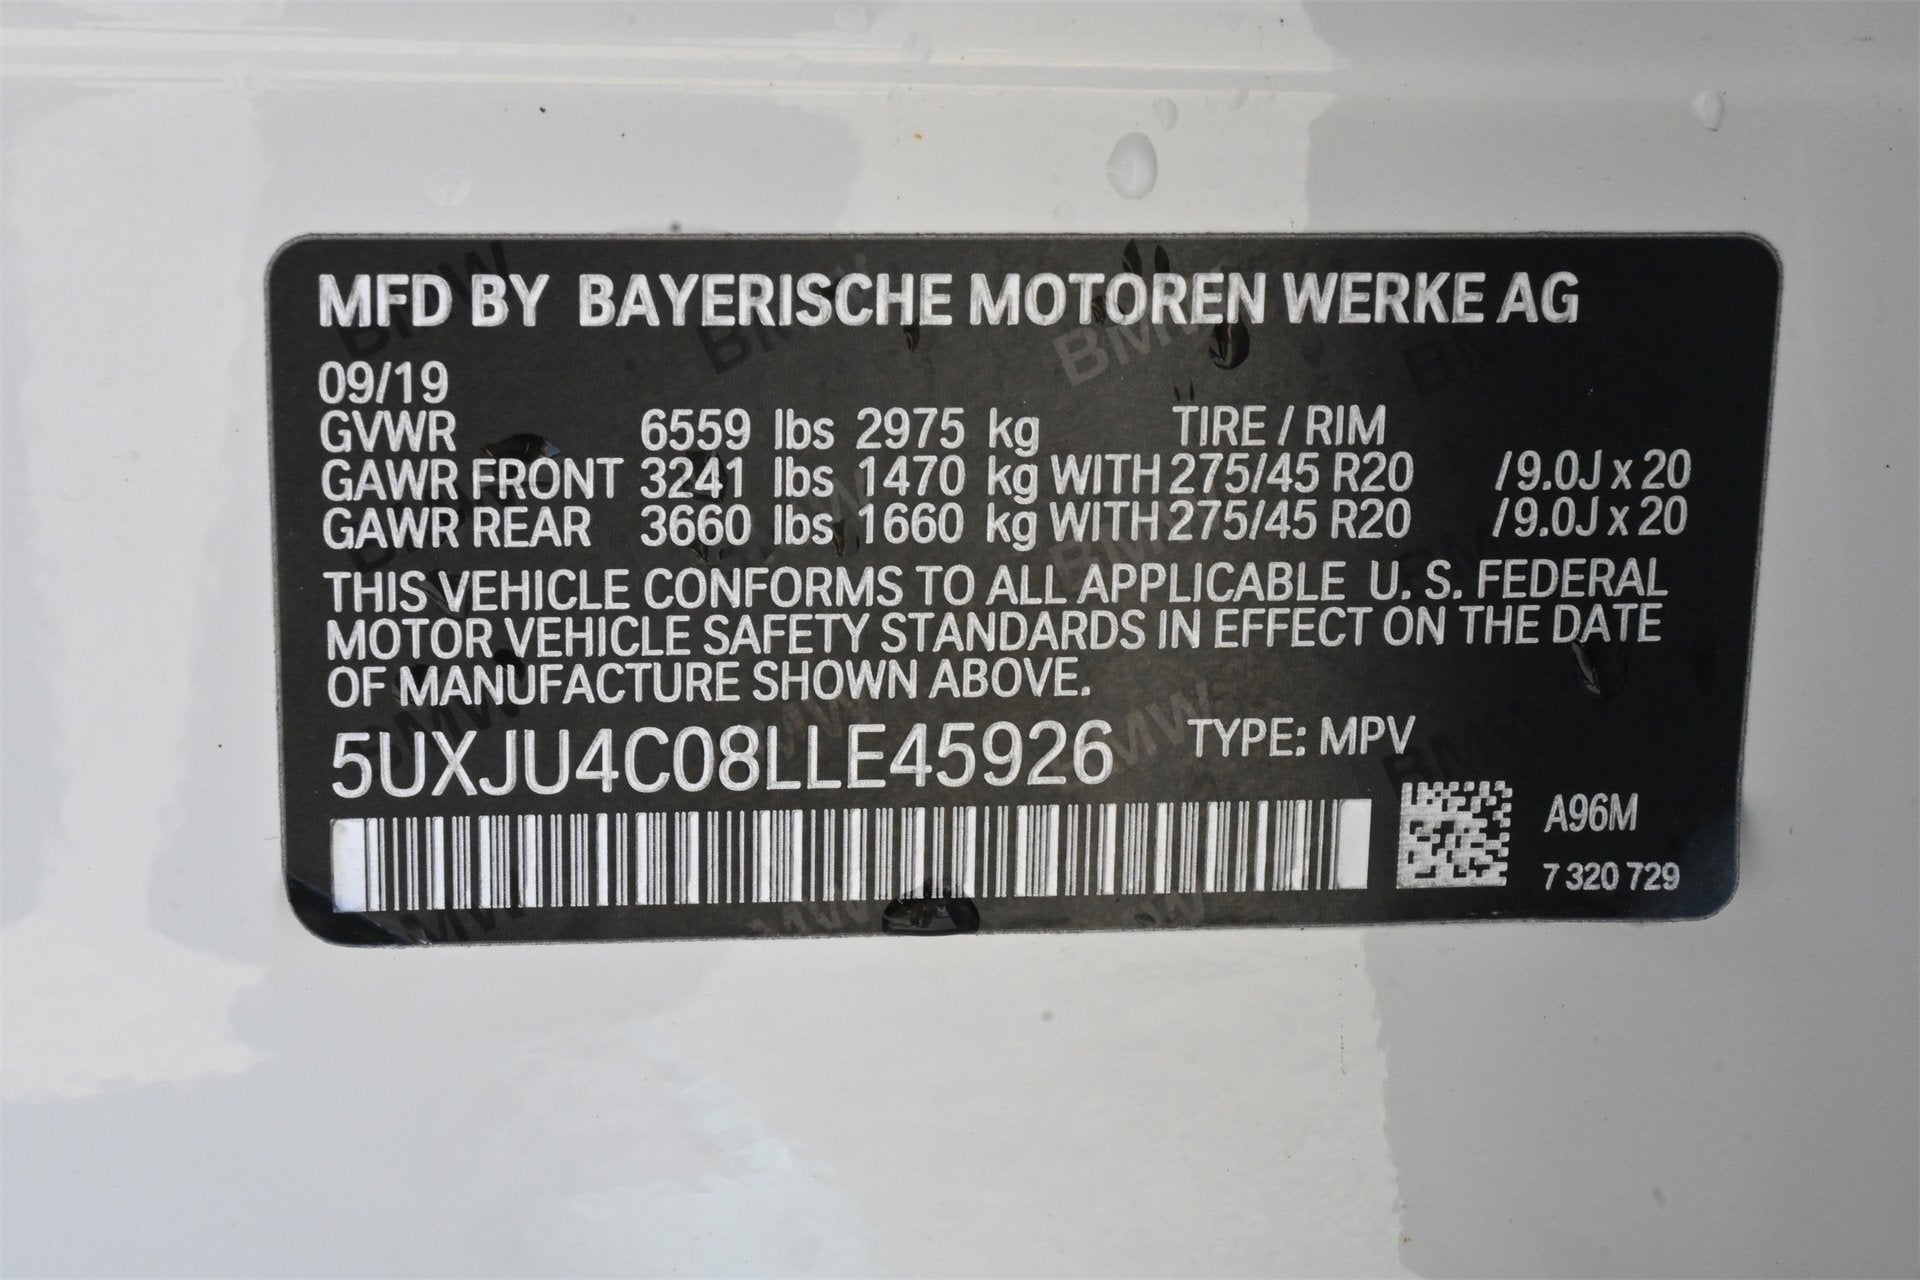 MFD BY BAYERISCHE MOTOREN WERKE AG
09/19
GVWR 6559 lbs 2975 kg TIRE / RIM
GAWR FRONT 3241 lbs 1470 kg WITH 275/45 R20 /9.0J x 20
GAWR REAR 3660 lbs 1660 kg WITH 275/45 R20 /9.0J x 20
THIS VEHICLE CONFORMS TO ALL APPLICABLE U. S. FEDERAL
MOTOR VEHICLE SAFETY STANDARDS IN EFFECT ON THE DATE
OF MANUFACTURE SHOWN ABOVE.
5UXJU4C08LLE45926 TYPE: MPV
A96M
7 320 729